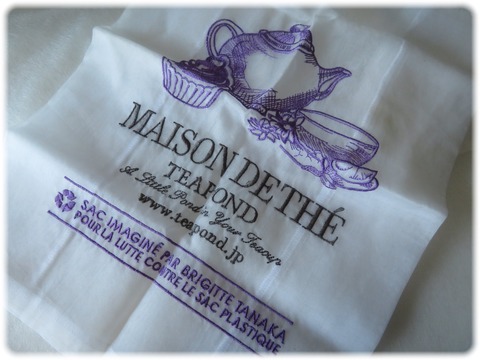 MAISON DE THÉ
TEAPOND
A Little Pond in Your Teacup
www.teapond.jp
SAC IMAGINÉ PAR BRIGITTE TANAKA
POUR LA LUTTE CONTRE LE SAC PLASTIQUE